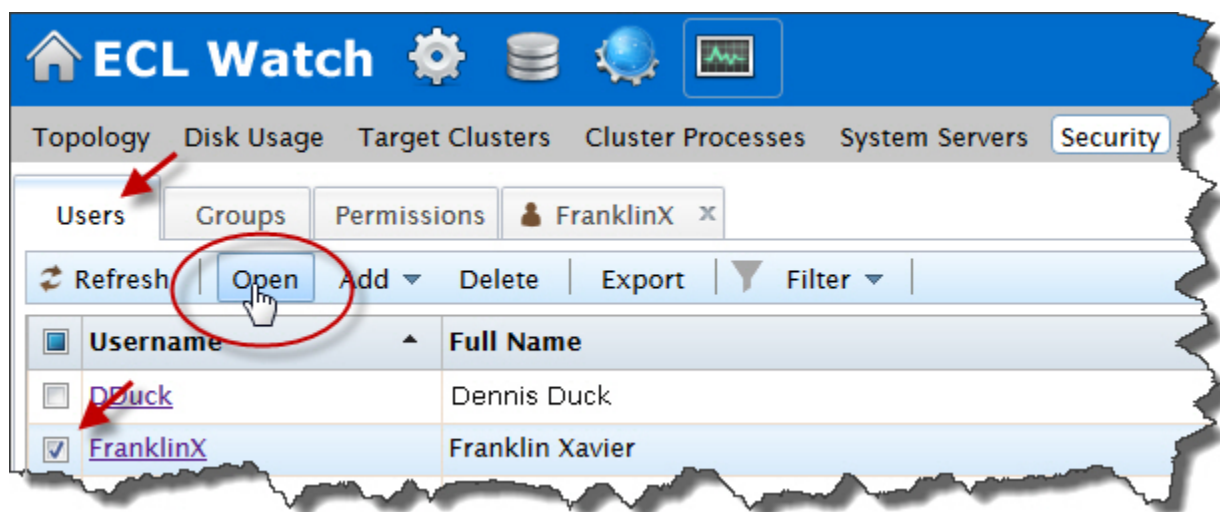 ECL Watch
Topology Disk Usage Target Clusters Cluster Processes System Servers Security
Users Groups Permissions FranklinX x
Refresh Open Add Delete Export Filter
Username Full Name
DDuck Dennis Duck
FranklinX Franklin Xavier